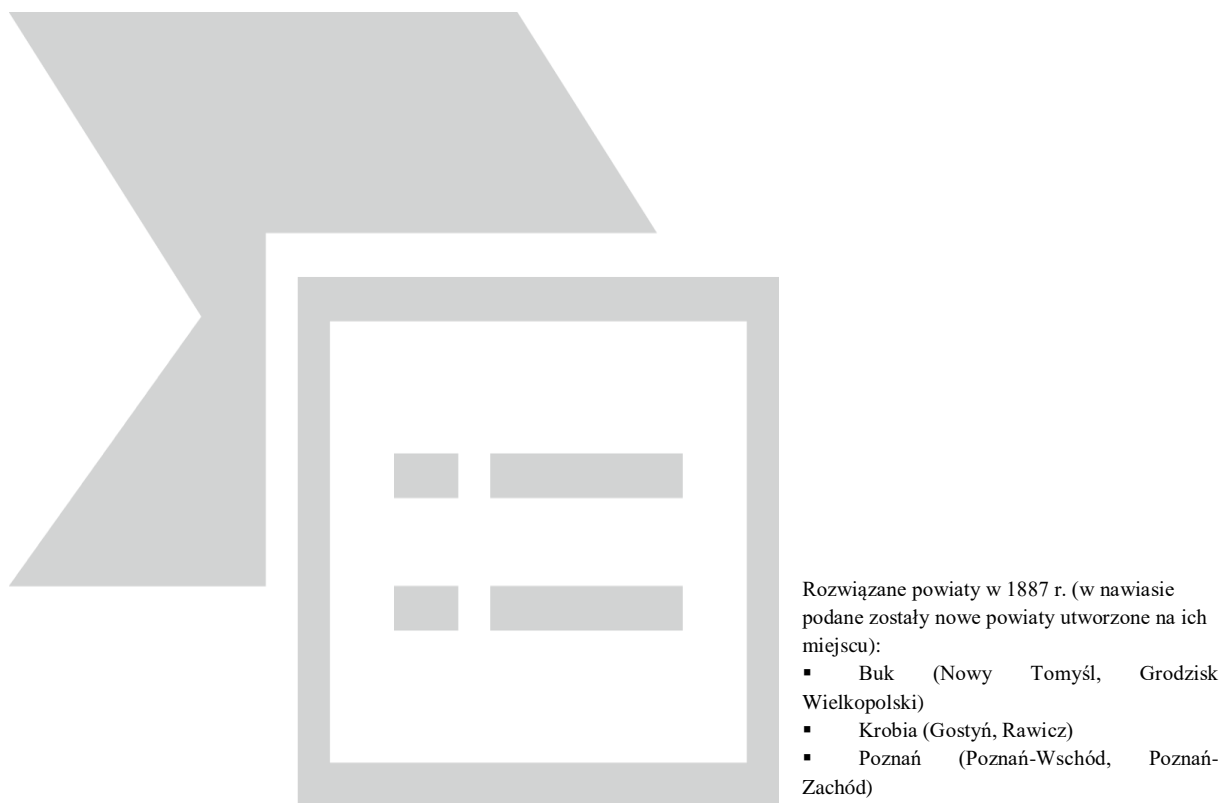 Rozwiązane powiaty w 1887 r. (w nawiasie
podane zostały nowe powiaty utworzone na ich
miejscu):
▪ Buk (Nowy Tomyśl, Grodzisk
Wielkopolski)
▪ Krobia (Gostyń, Rawicz)
▪ Poznań (Poznań-Wschód, Poznań-
Zachód)